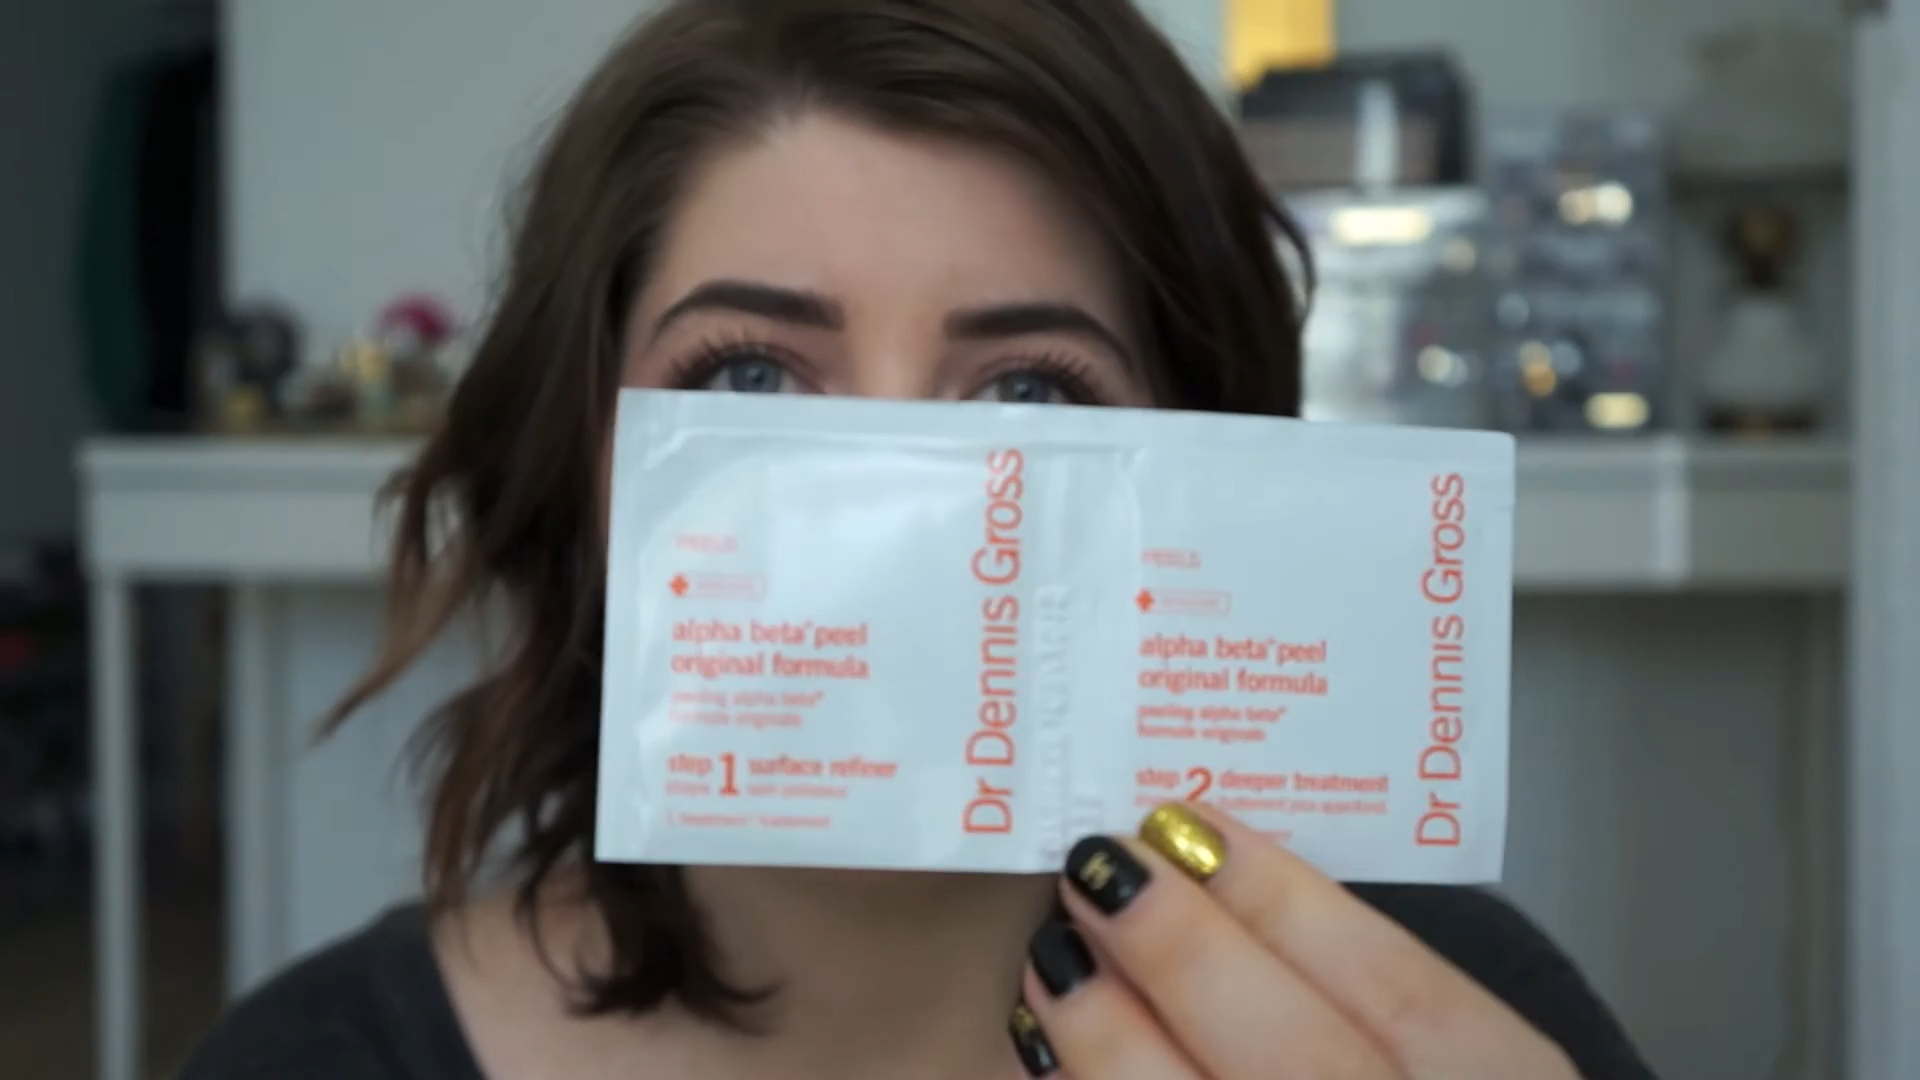 PEELS
alpha beta® peel
original formula
peeling alpha beta®
formule originale
step 1 surface refiner
Dr Dennis Gross
PEELS
alpha beta® peel
original formula
peeling alpha beta®
formule originale
step 2 deeper treatment
Dr Dennis Gross